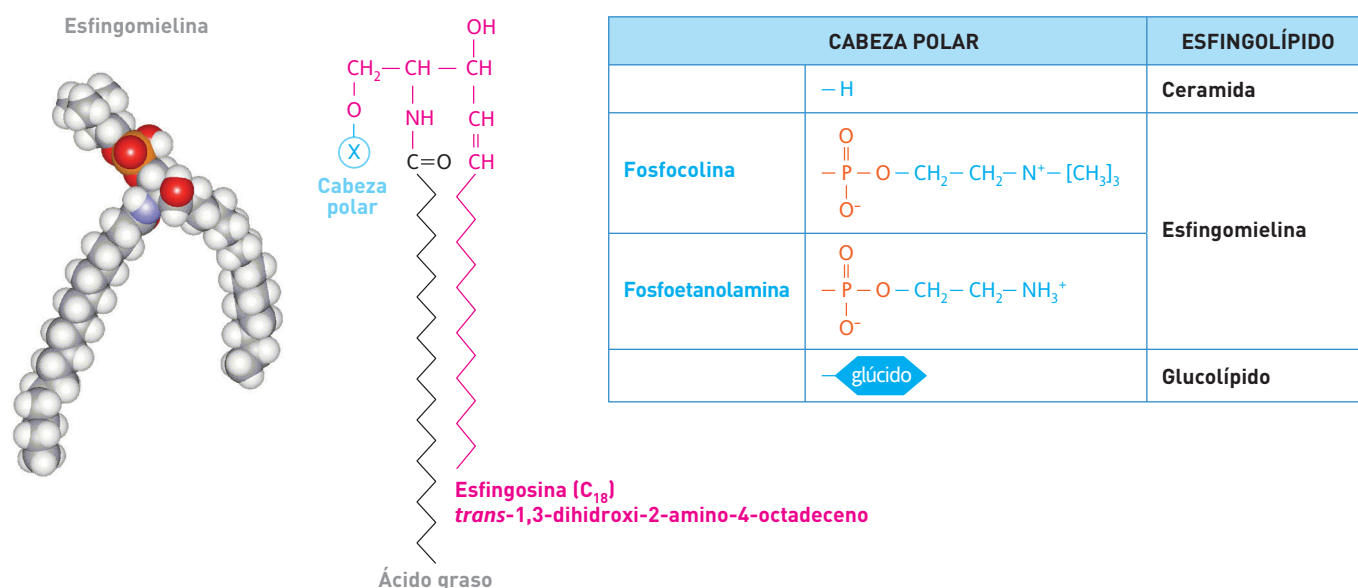 Esfingomielina
OH
CH₂—CH—CH
O
NH
CH
X
C=O
CH
Cabeza
polar
Esfingosina (C₁₈)
trans-1,3-dihidroxi-2-amino-4-octadeceno
Ácido graso
CABEZA POLAR ESFINGOLÍPIDO
—H Ceramida
O
Fosfocolina —P—O—CH₂—CH₂—N⁺—[CH₃]₃
O⁻
Esfingomielina
O
Fosfoetanolamina —P—O—CH₂—CH₂—NH₃⁺
O⁻
glúcido Glucolípido